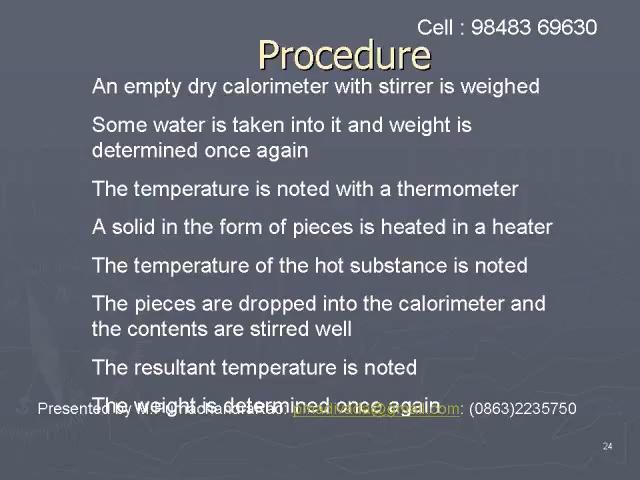 Cell : 98483 69630
Procedure
An empty dry calorimeter with stirrer is weighed
Some water is taken into it and weight is
determined once again
The temperature is noted with a thermometer
A solid in the form of pieces is heated in a heater
The temperature of the hot substance is noted
The pieces are dropped into the calorimeter and
the contents are stirred well
The resultant temperature is noted
The weight is determined once again
Presented by : (0863)2235750
24